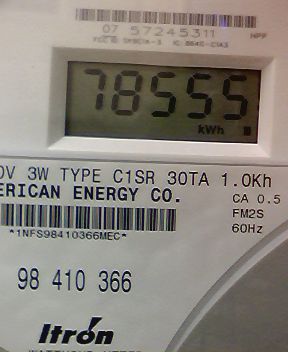 07 57245311
78555
kWh
0V 3W TYPE C1SR 30TA 1.0Kh
ERICAN ENERGY CO.
CA 0.5
FM2S
60Hz
*1NFS98410366MEC*
98 410 366
Itrón